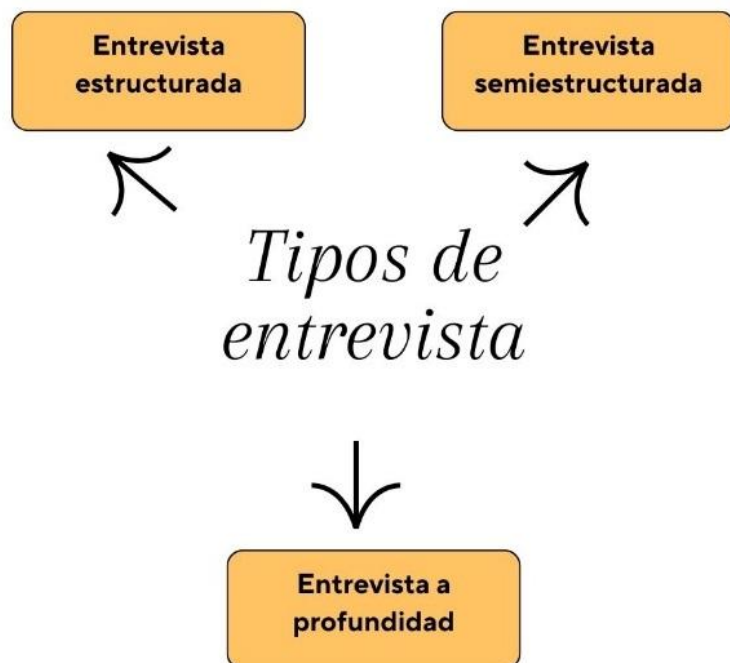 Entrevista
estructurada
Entrevista
semiestructurada
Tipos de
entrevista
Entrevista a
profundidad